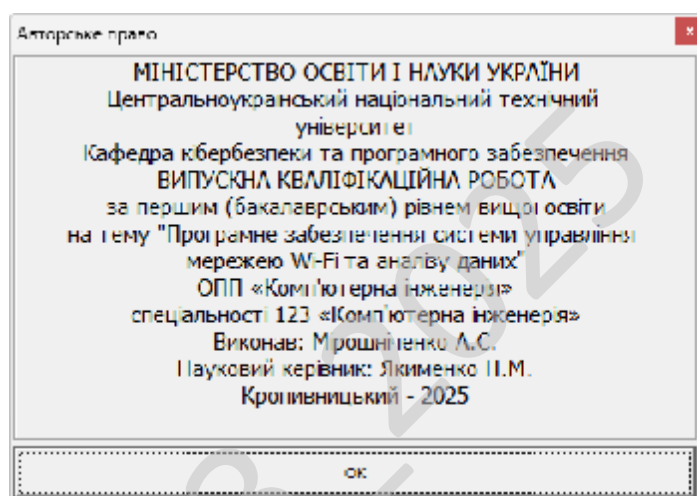 Авторське право
МІНІСТЕРСТВО ОСВІТИ І НАУКИ УКРАЇНИ
Центральноукраїнський національний технічний
університет
Кафедра кібербезпеки та програмного забезпечення
ВИПУСКНА КВАЛІФІКАЦІЙНА РОБОТА
за першим (бакалаврським) рівнем вищої освіти
на тему "Програмне забезпечення системи управління
мережею Wi-Fi та аналізу даних"
ОПП «Комп'ютерна інженерія»
спеціальності 123 «Комп'ютерна інженерія»
Виконав: Мірошніченко А.С.
Науковий керівник: Якименко Н.М.
Кропивницький - 2025
ОК
2025